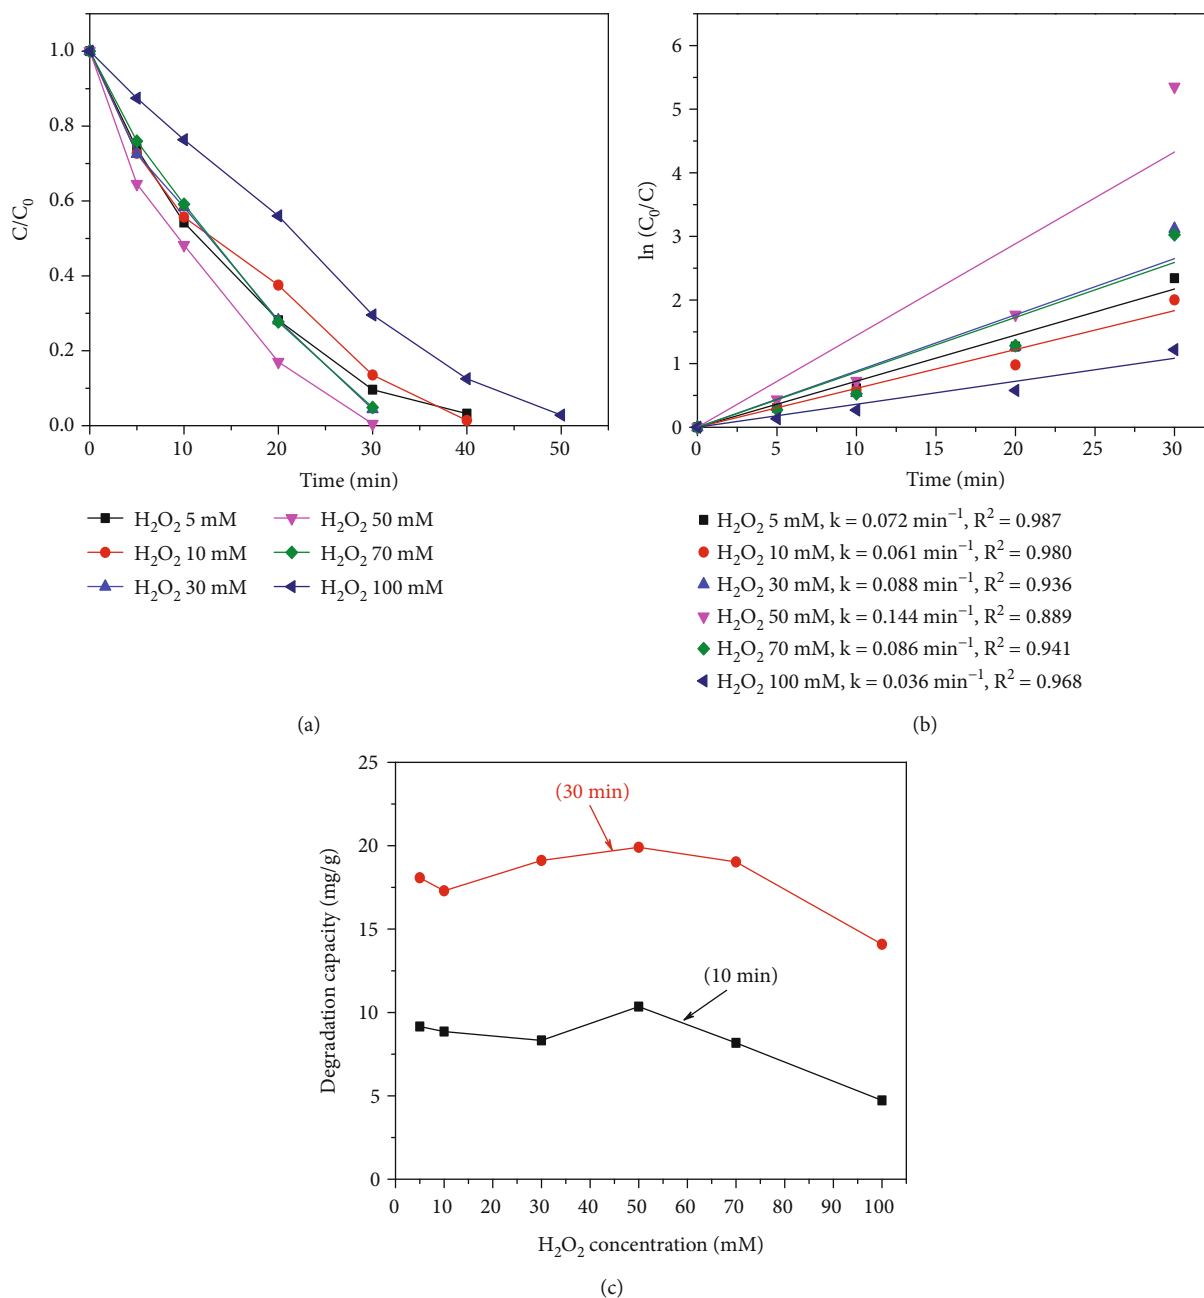 1.0
0.8
0.6
0.4
0.2
0.0
C/C₀
0 10 20 30 40 50
Time (min)
H₂O₂ 5 mM
H₂O₂ 10 mM
H₂O₂ 30 mM
H₂O₂ 50 mM
H₂O₂ 70 mM
H₂O₂ 100 mM
(a)
6
5
4
3
2
1
0
ln (C₀/C)
0 5 10 15 20 25 30
Time (min)
H₂O₂ 5 mM, k = 0.072 min⁻¹, R² = 0.987
H₂O₂ 10 mM, k = 0.061 min⁻¹, R² = 0.980
H₂O₂ 30 mM, k = 0.088 min⁻¹, R² = 0.936
H₂O₂ 50 mM, k = 0.144 min⁻¹, R² = 0.889
H₂O₂ 70 mM, k = 0.086 min⁻¹, R² = 0.941
H₂O₂ 100 mM, k = 0.036 min⁻¹, R² = 0.968
(b)
25
20
15
10
5
0
Degradation capacity (mg/g)
(30 min)
(10 min)
0 10 20 30 40 50 60 70 80 90 100
H₂O₂ concentration (mM)
(c)